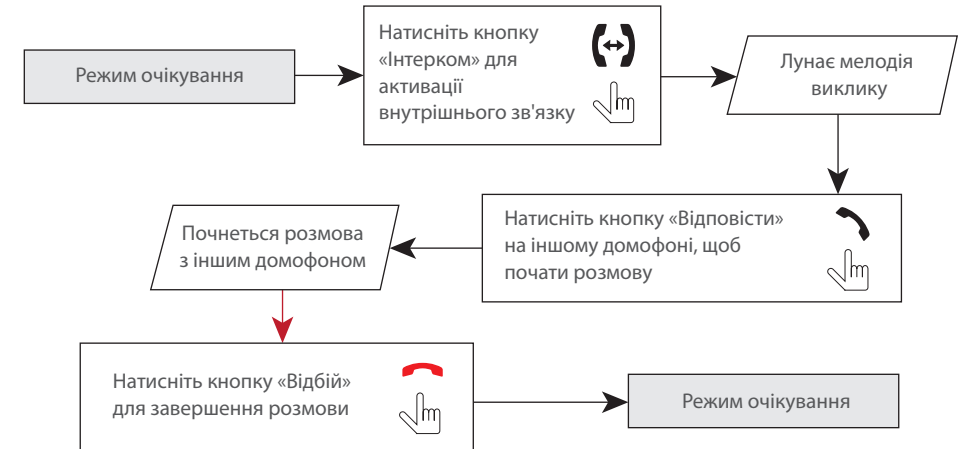 Режим очікування
Натисніть кнопку
«Інтерком» для
активації
внутрішнього зв'язку
Лунає мелодія
виклику
Натисніть кнопку «Відповісти»
на іншому домофоні, щоб
почати розмову
Почнеться розмова
з іншим домофоном
Натисніть кнопку «Відбій»
для завершення розмови
Режим очікування